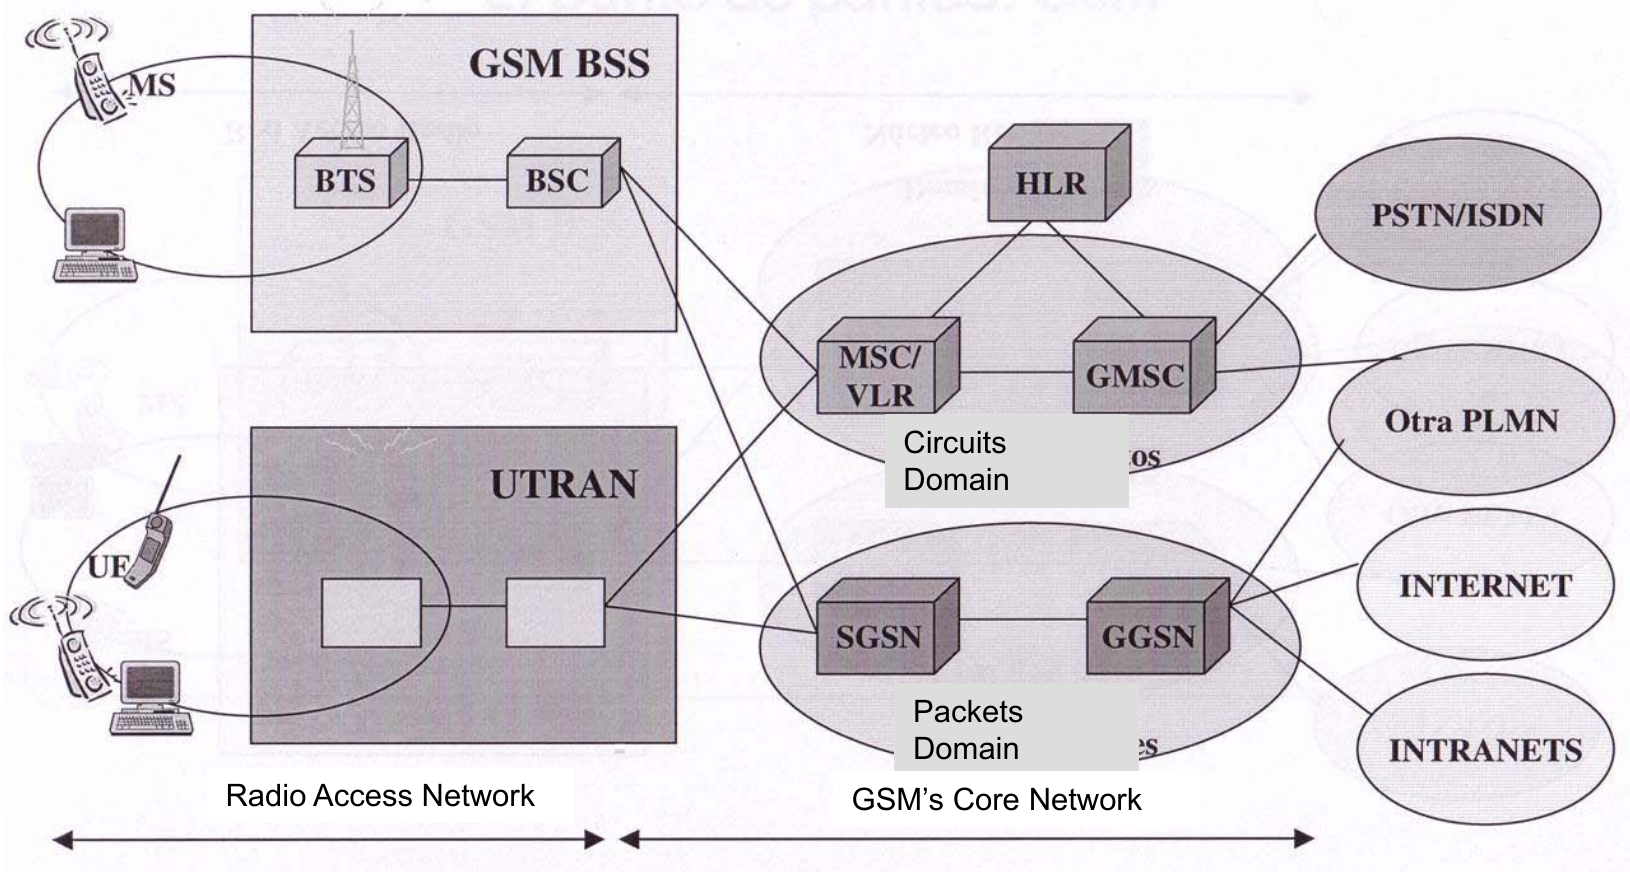 MS
GSM BSS
BTS
BSC
HLR
PSTN/ISDN
MSC/
VLR
GMSC
Otra PLMN
Circuits
Domain
tos
UTRAN
UE
SGSN
GGSN
INTERNET
Packets
Domain
es
INTRANETS
Radio Access Network
GSM's Core Network